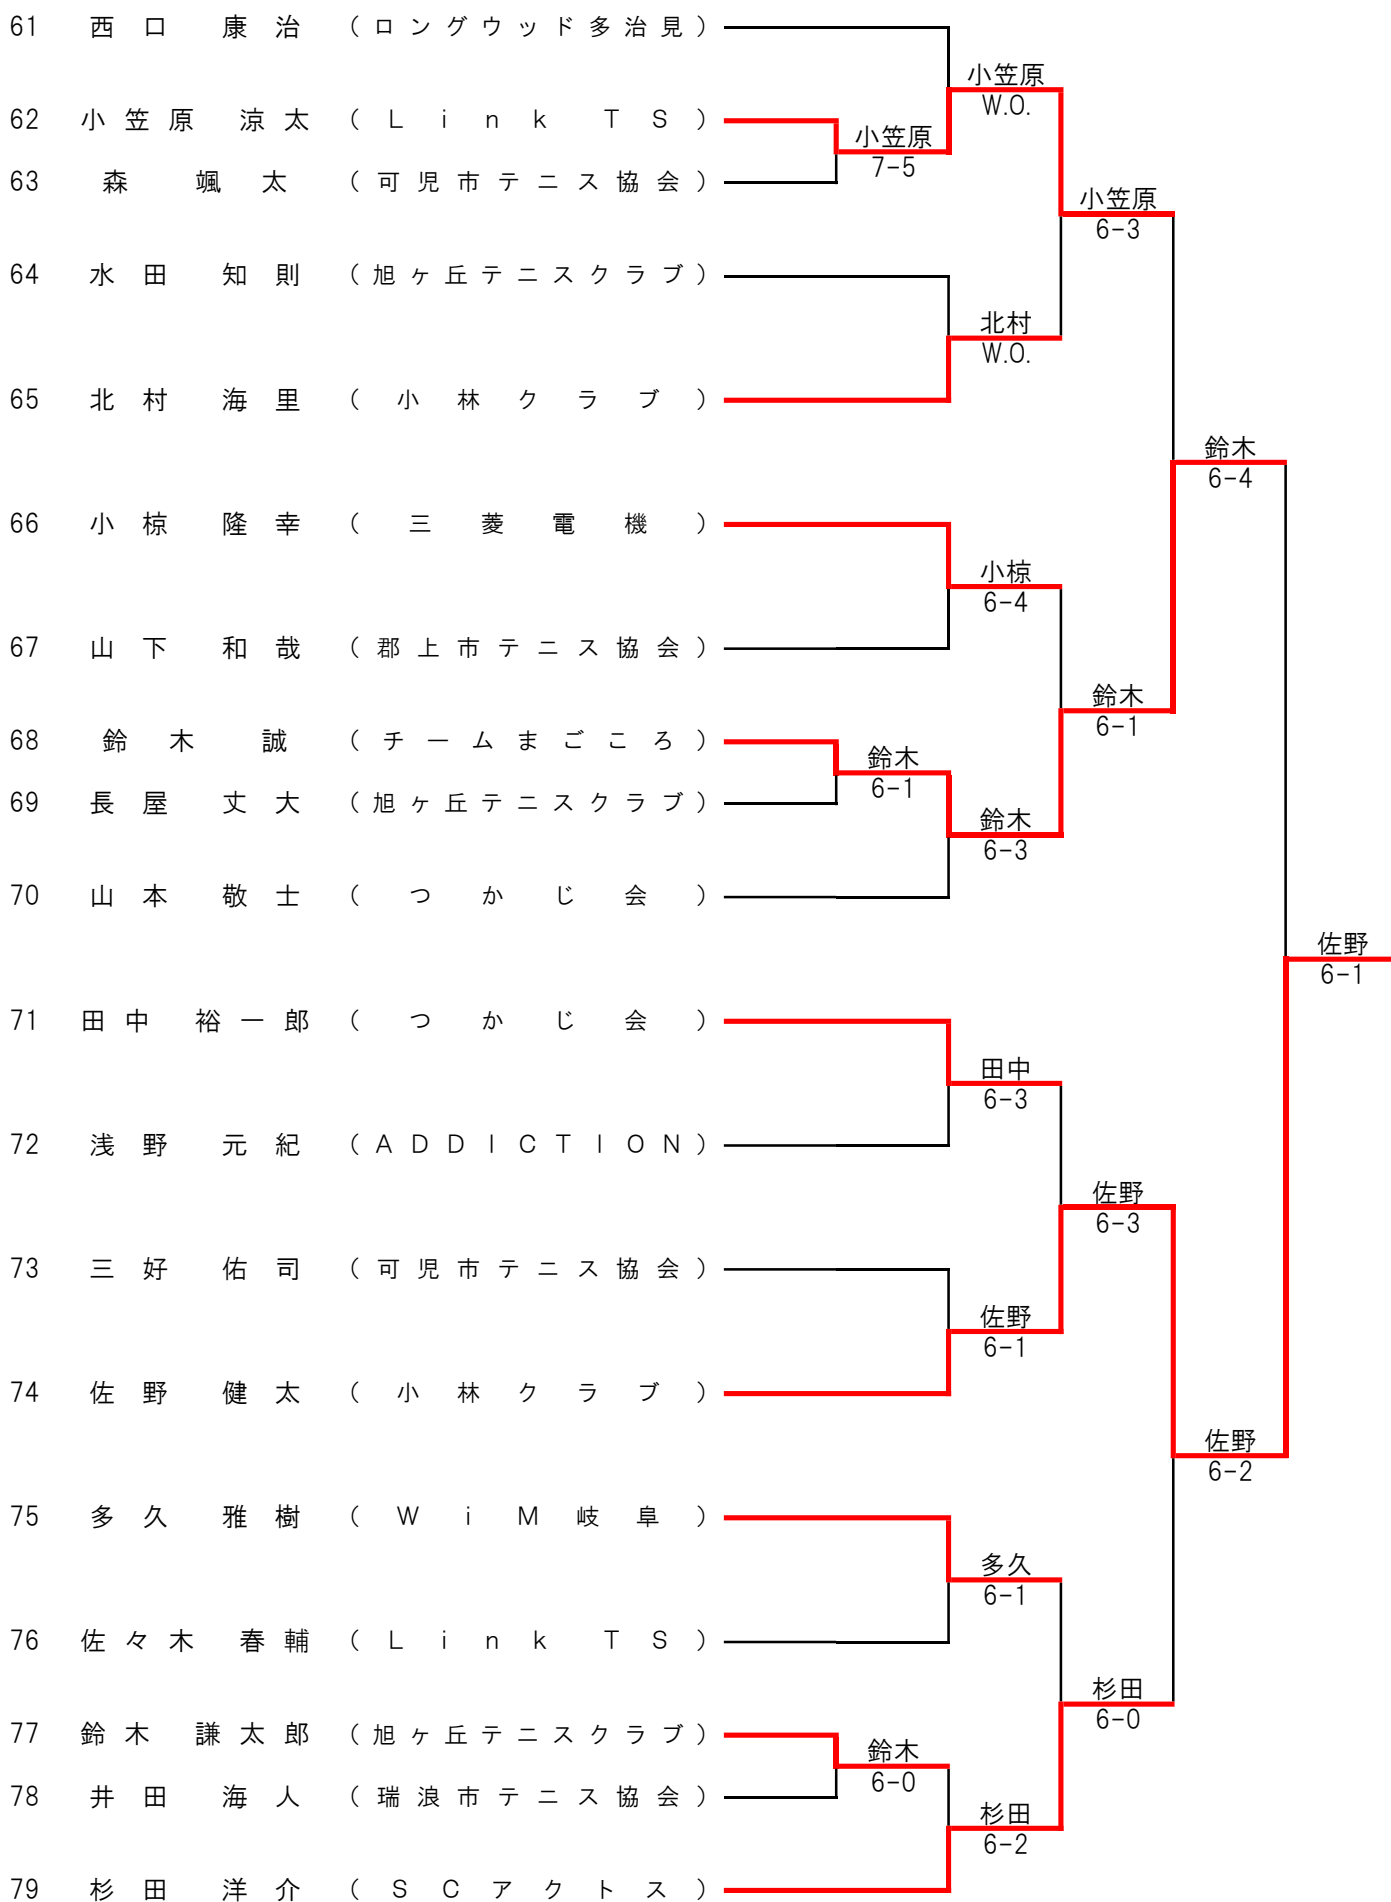 61 西口 康治 (ロングウッド多治見)
小笠原
W.O.
62 小笠原 涼太 (Link TS)
小笠原
7-5
63 森 颯太 (可児市テニス協会)
小笠原
6-3
64 水田 知則 (旭ヶ丘テニスクラブ)
北村
W.O.
65 北村 海里 (小林クラブ)
鈴木
6-4
66 小椋 隆幸 (三菱電機)
小椋
6-4
67 山下 和哉 (郡上市テニス協会)
鈴木
6-1
68 鈴木 誠 (チームまごころ)
鈴木
6-1
69 長屋 丈大 (旭ヶ丘テニスクラブ)
鈴木
6-3
70 山本 敬士 (つかじ会)
佐野
6-1
71 田中 裕一郎 (つかじ会)
田中
6-3
72 浅野 元紀 (ADDICTION)
佐野
6-3
73 三好 佑司 (可児市テニス協会)
佐野
6-1
74 佐野 健太 (小林クラブ)
佐野
6-2
75 多久 雅樹 (WiM岐阜)
多久
6-1
76 佐々木 春輔 (Link TS)
杉田
6-0
77 鈴木 謙太郎 (旭ヶ丘テニスクラブ)
鈴木
6-0
78 井田 海人 (瑞浪市テニス協会)
杉田
6-2
79 杉田 洋介 (SCアクトス)